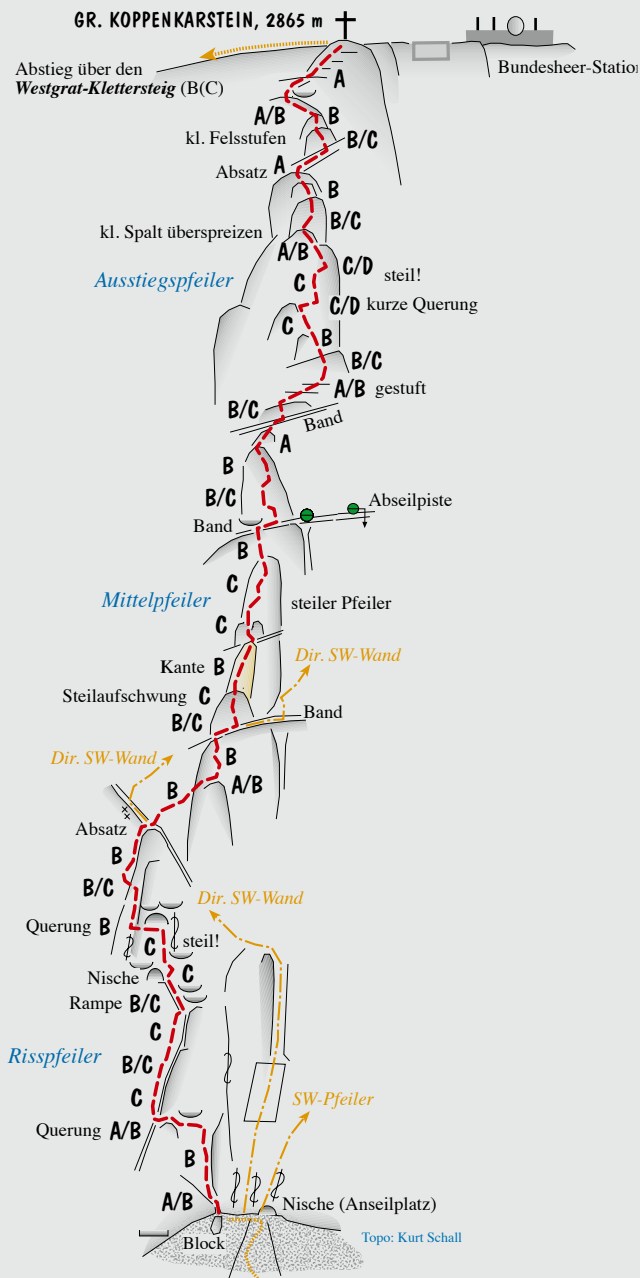 GR. KOPPENKARSTEIN, 2865 m
Abstieg über den
Westgrat-Klettersteig (B(C)
Bundesheer-Station
A
A/B
B
kl. Felsstufen
B/C
Absatz A
B
B/C
kl. Spalt überspreizen
A/B
C/D steil!
Ausstiegspfeiler
C
C/D kurze Querung
C
B
B/C
A/B gestuft
B/C
Band
A
B
B/C
Abseilpiste
Band
B
C
Mittelpfeiler
steiler Pfeiler
C
Dir. SW-Wand
Kante B
Steilaufschwung C
Band
B/C
Dir. SW-Wand
B
A/B
B
Absatz
B
B/C
Dir. SW-Wand
Querung B
C steil!
Nische
C
Rampe B/C
C
Risspfeiler
B/C
C
SW-Pfeiler
Querung A/B
B
A/B
Nische (Anseilplatz)
Block
Topo: Kurt Schall